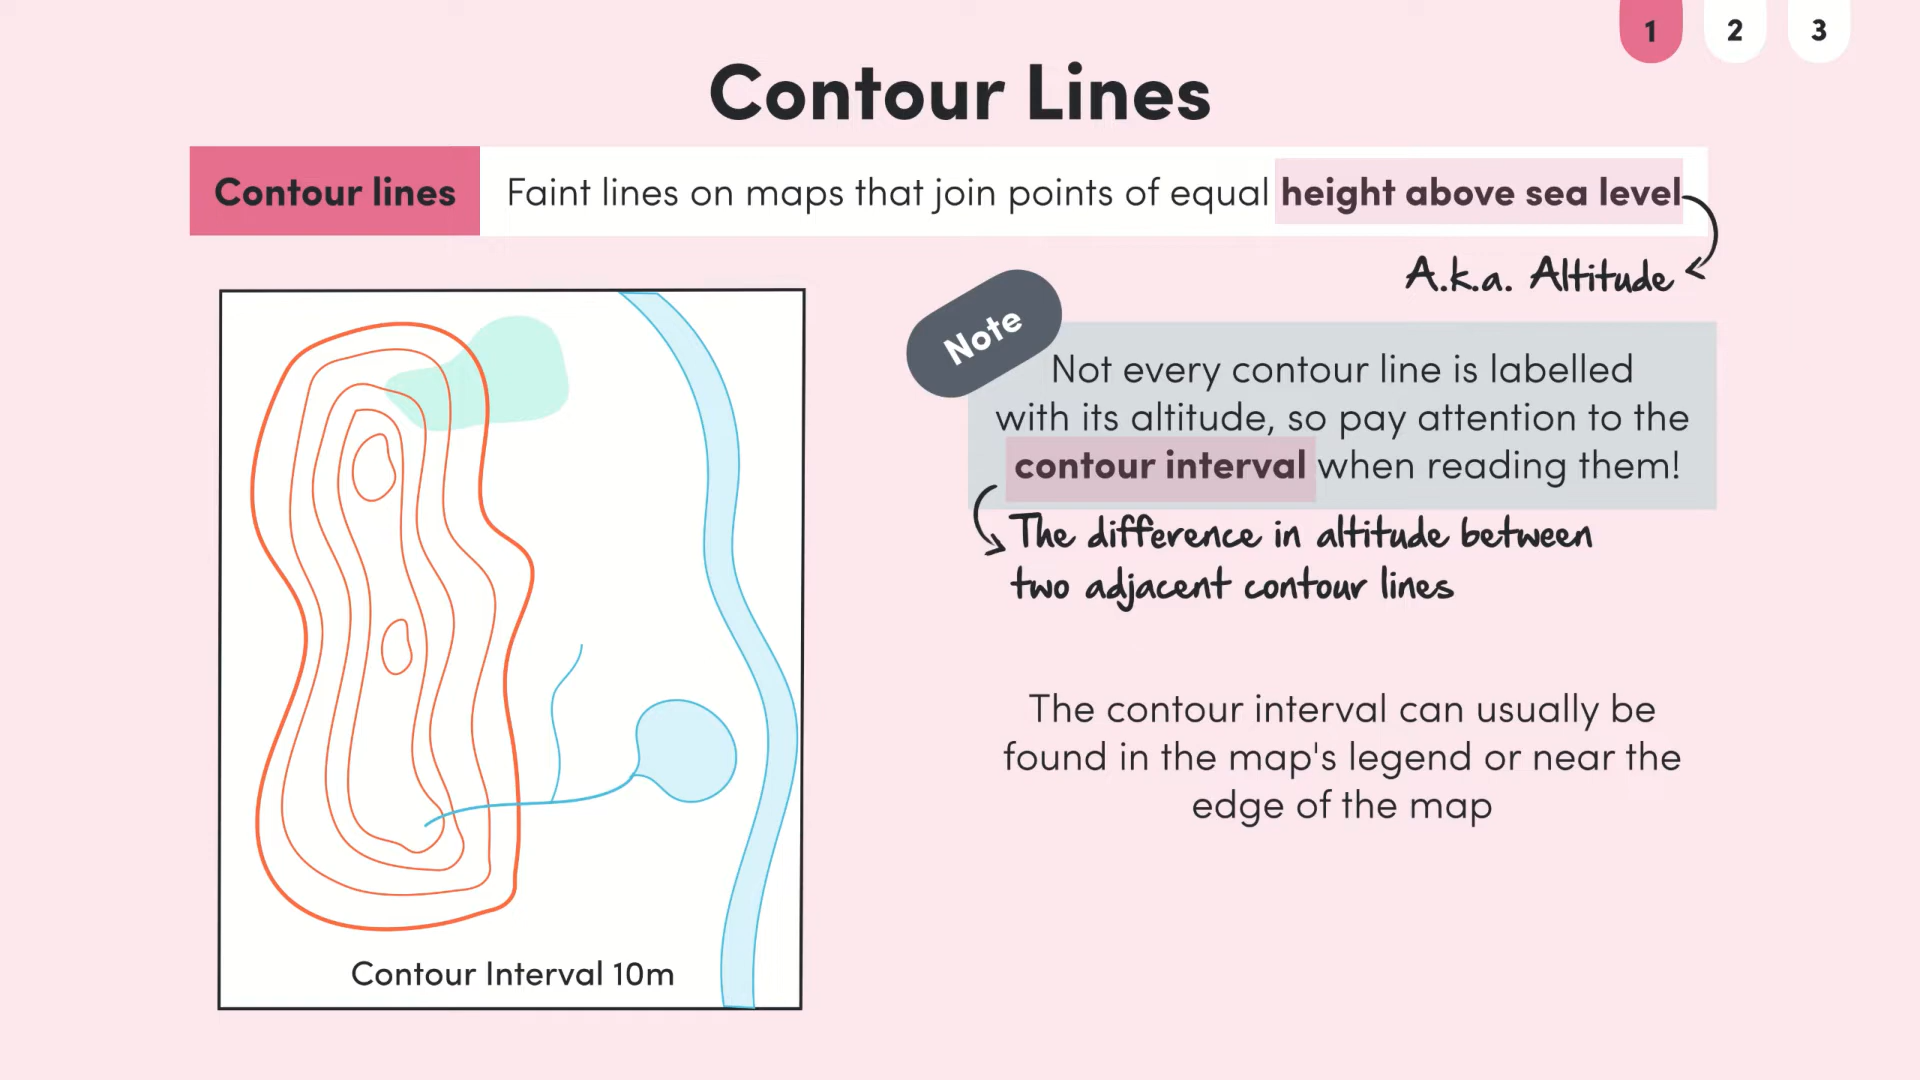 1 2 3
Contour Lines
Contour lines Faint lines on maps that join points of equal height above sea level
A.k.a. Altitude
Note
Not every contour line is labelled
with its altitude, so pay attention to the
contour interval when reading them!
The difference in altitude between
two adjacent contour lines
The contour interval can usually be
found in the map's legend or near the
edge of the map
Contour Interval 10m